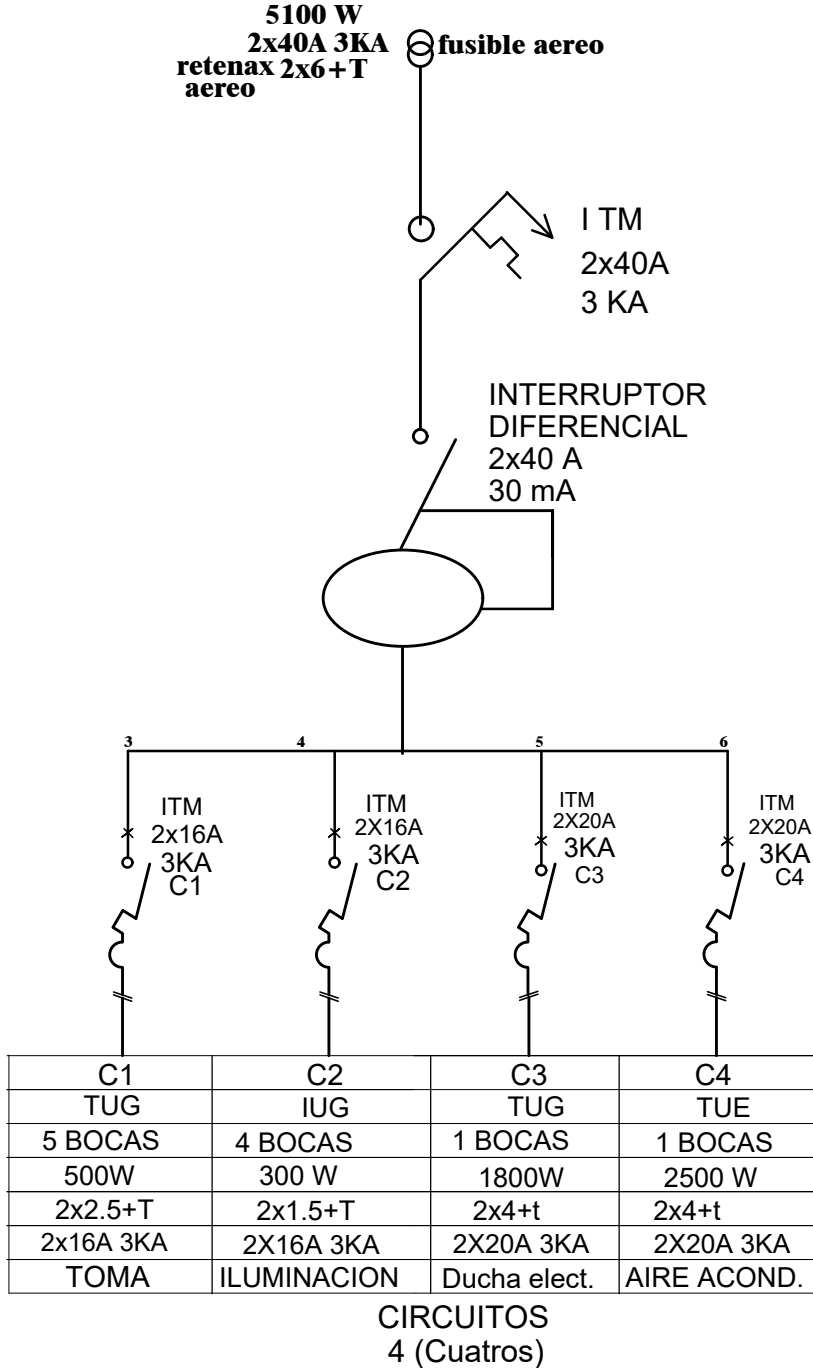 5100 W
2x40A 3KA
fusible aereo
retenax 2x6+T
aereo
I TM
2x40A
3 KA
INTERRUPTOR
DIFERENCIAL
2x40 A
30 mA
3 4 5 6
ITM
2x16A
3KA
C1
ITM
2X16A
3KA
C2
ITM
2X20A
3KA
C3
ITM
2X20A
3KA
C4
C1 C2 C3 C4
TUG IUG TUG TUE
5 BOCAS 4 BOCAS 1 BOCAS 1 BOCAS
500W 300 W 1800W 2500 W
2x2.5+T 2x1.5+T 2x4+t 2x4+t
2x16A 3KA 2X16A 3KA 2X20A 3KA 2X20A 3KA
TOMA ILUMINACION Ducha elect. AIRE ACOND.
CIRCUITOS
4 (Cuatros)